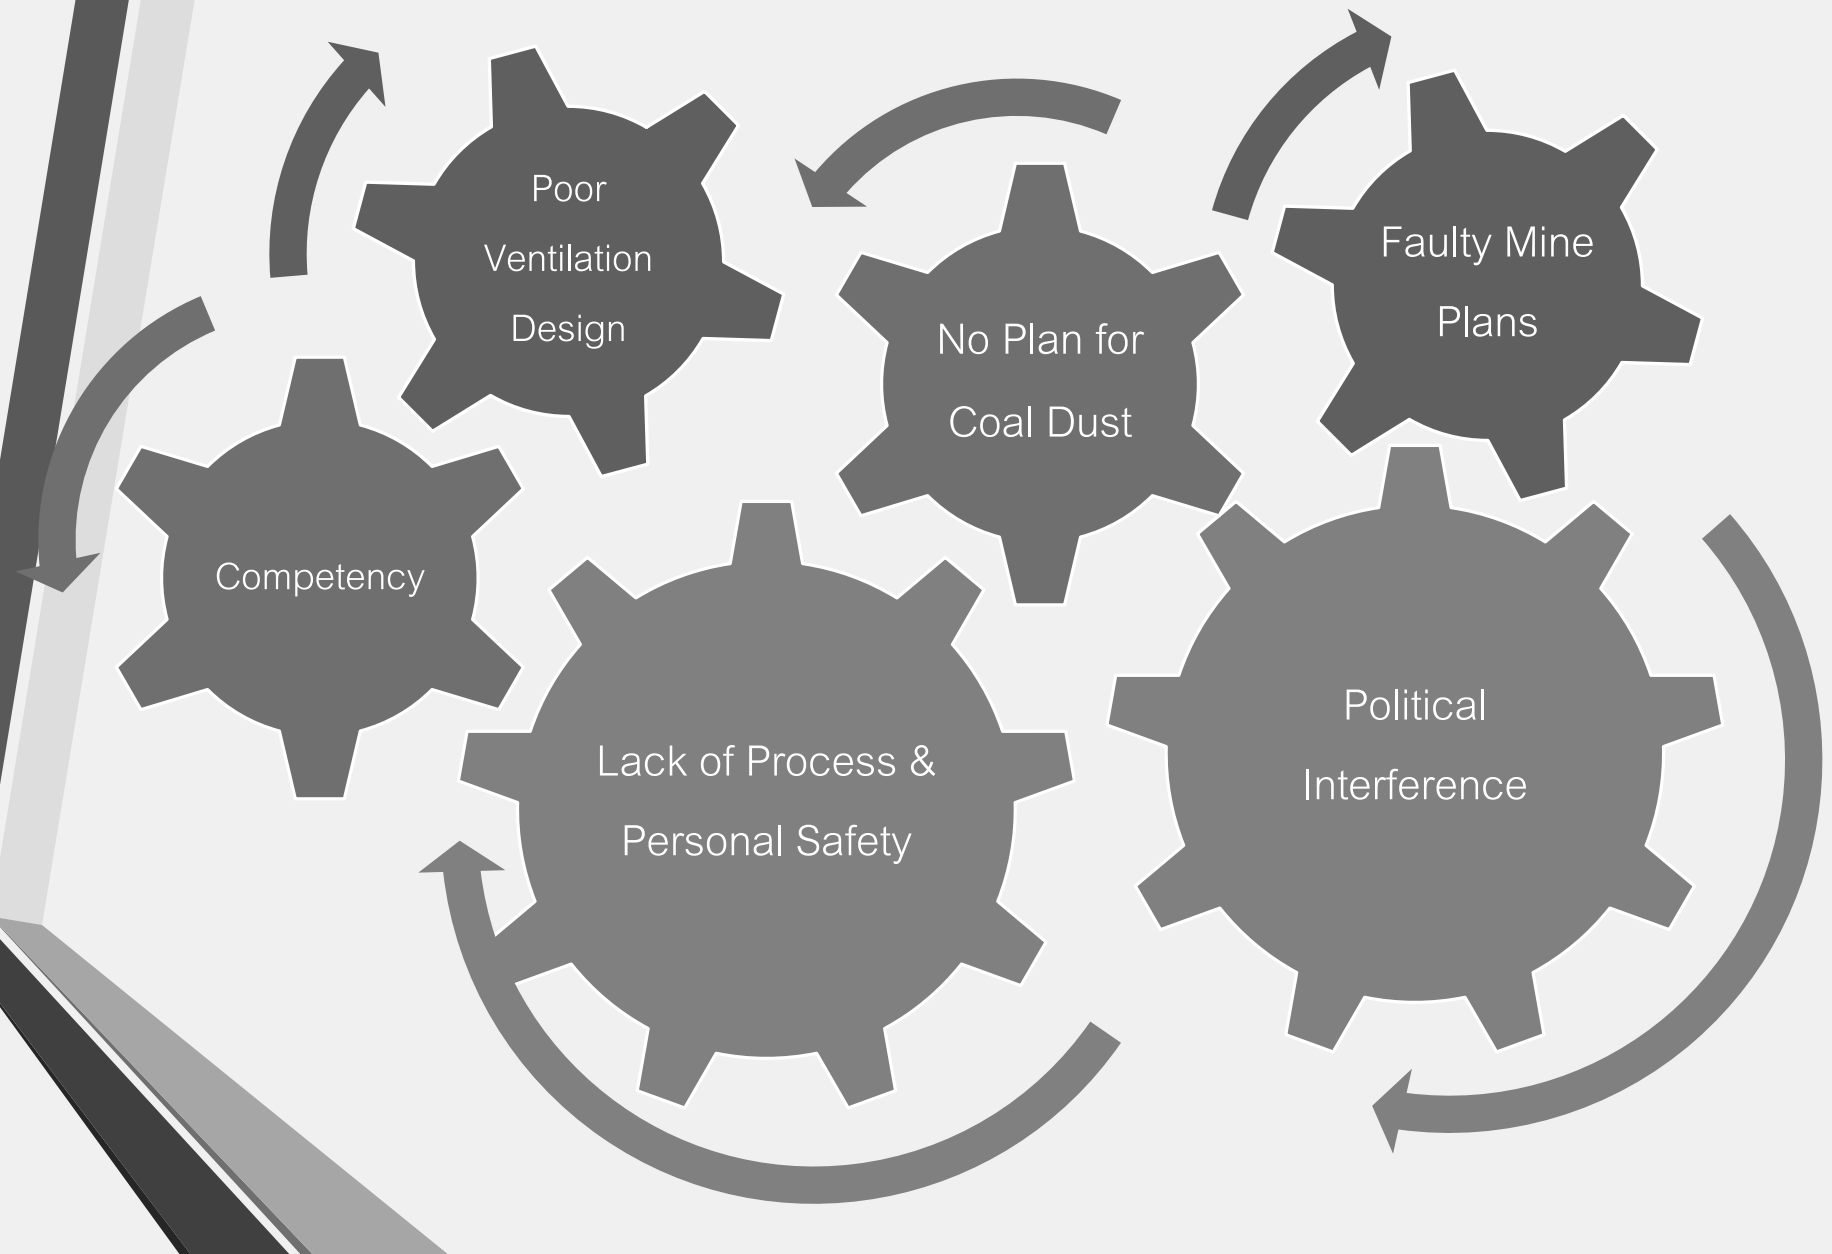 Poor
Ventilation
Design
No Plan for
Coal Dust
Faulty Mine
Plans
Competency
Lack of Process &
Personal Safety
Political
Interference